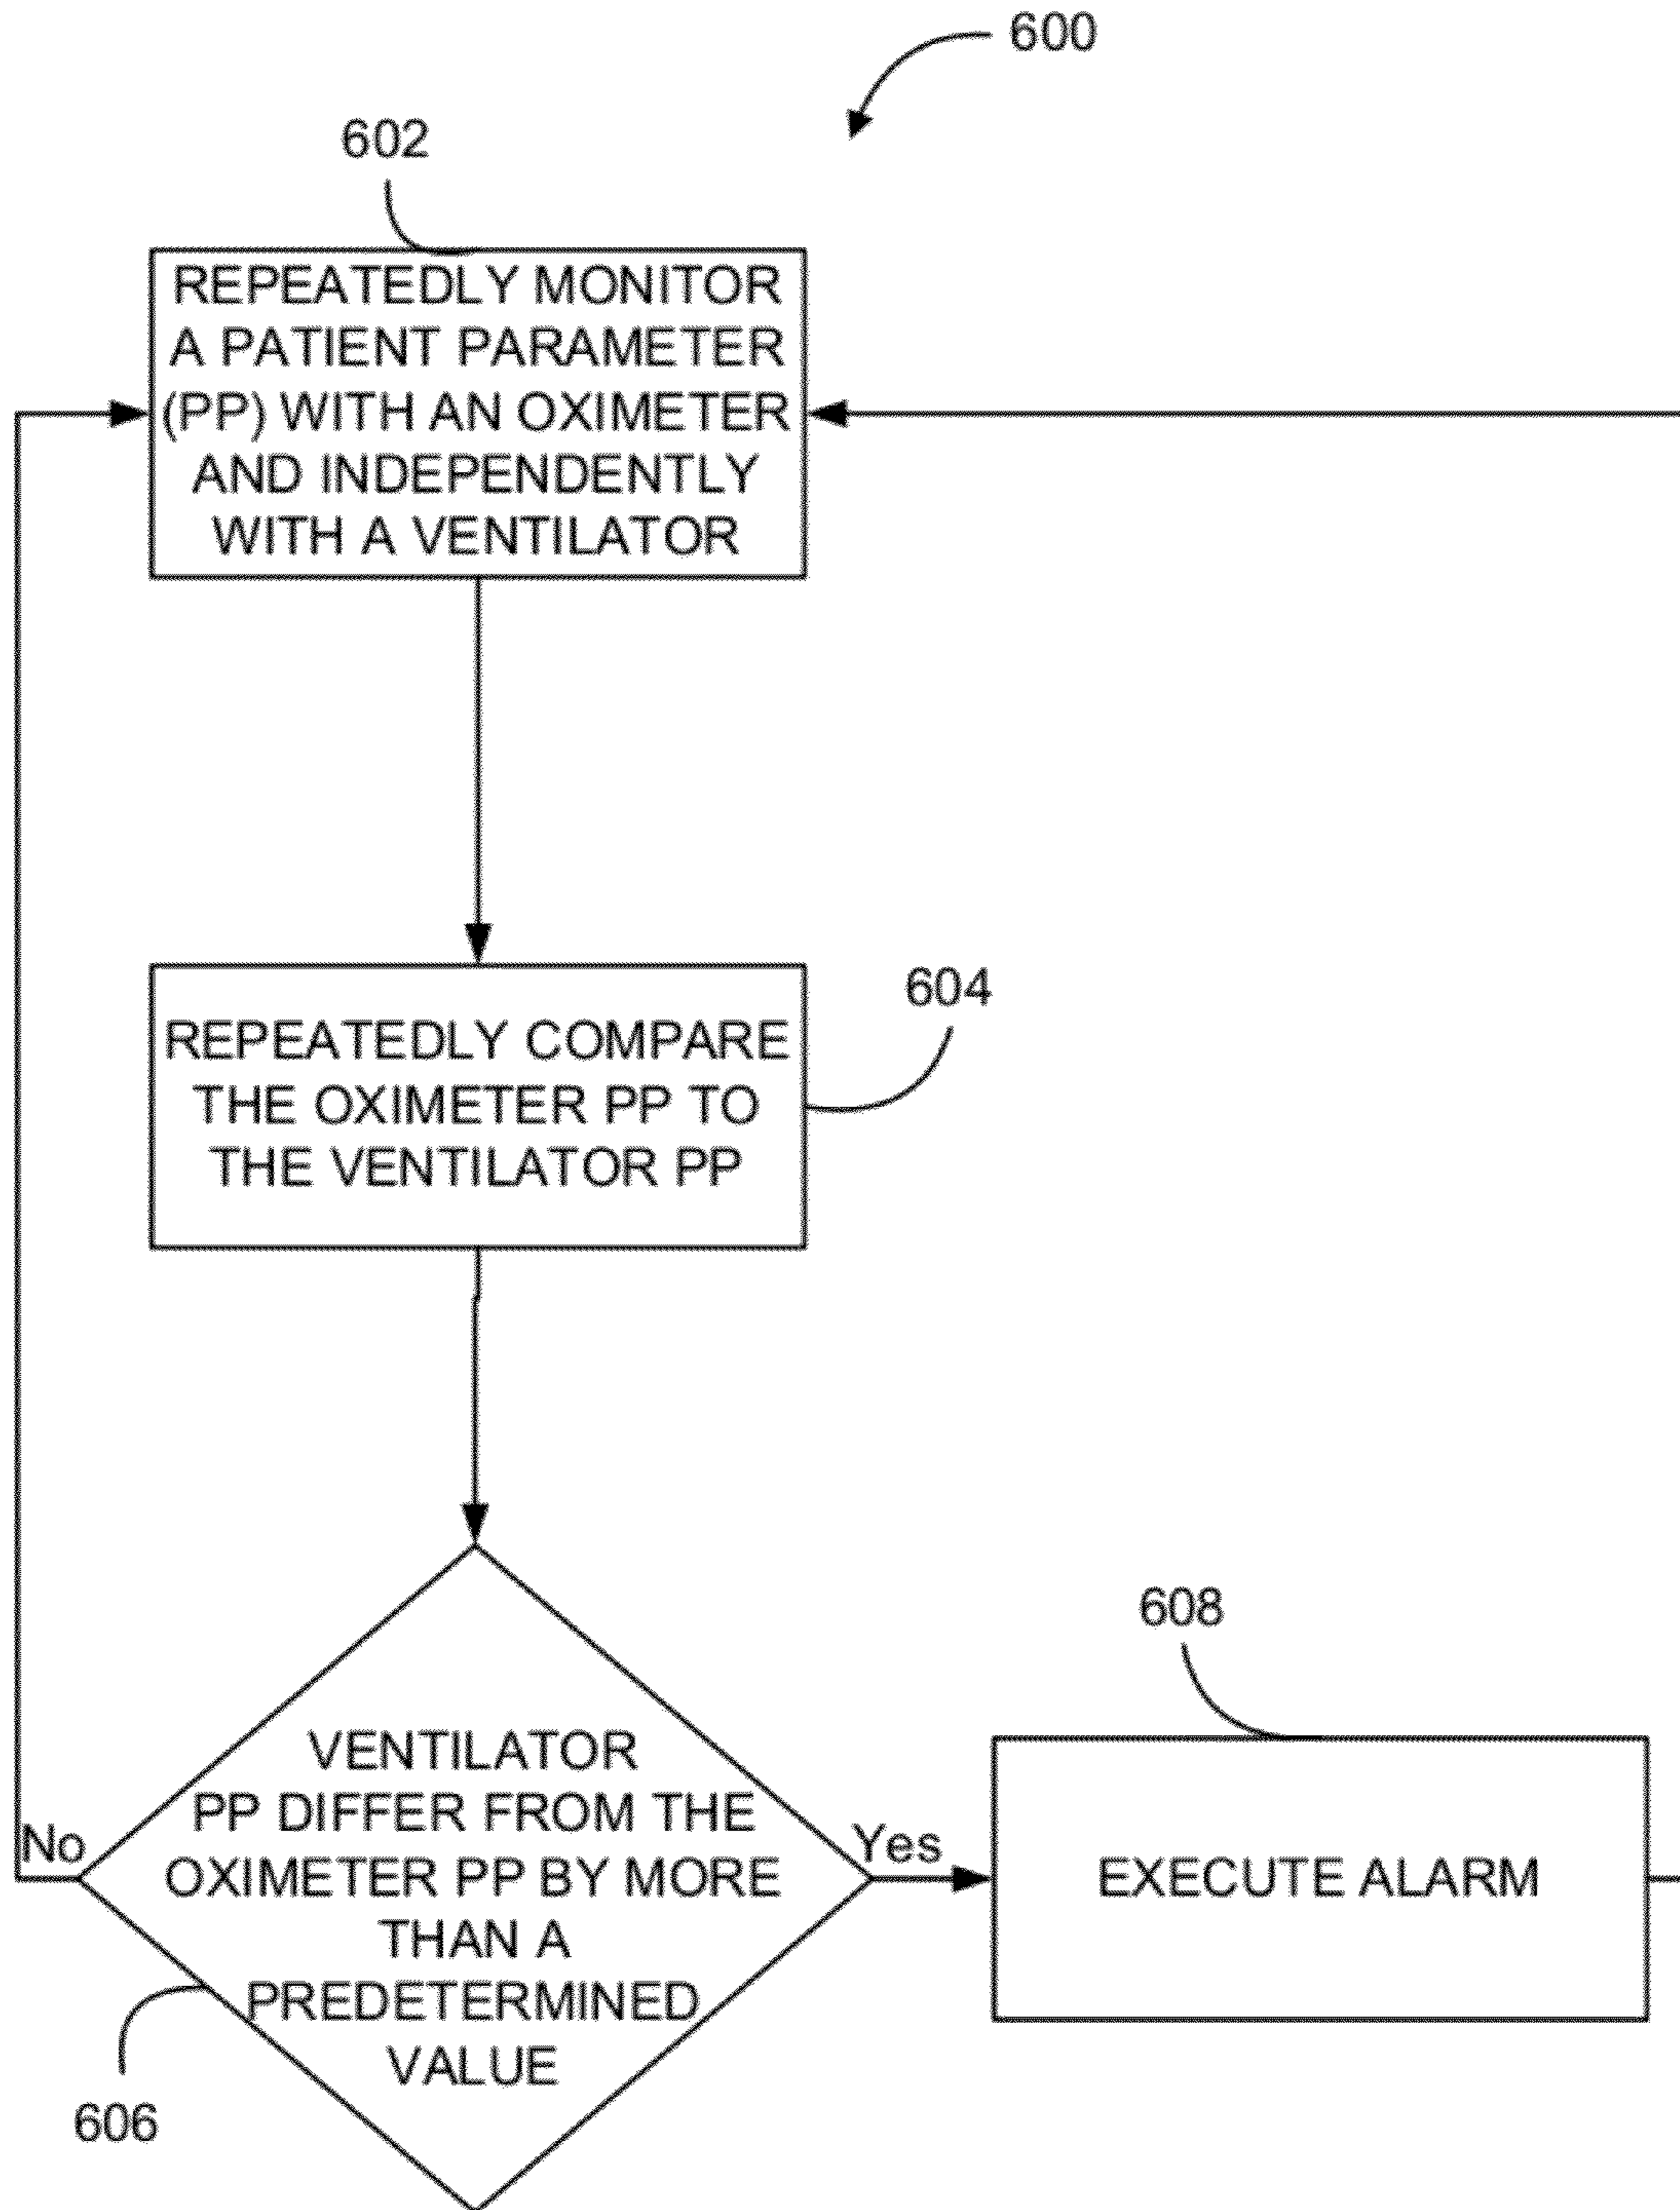 600
602
REPEATEDLY MONITOR
A PATIENT PARAMETER
(PP) WITH AN OXIMETER
AND INDEPENDENTLY
WITH A VENTILATOR
604
REPEATEDLY COMPARE
THE OXIMETER PP TO
THE VENTILATOR PP
606
VENTILATOR
PP DIFFER FROM THE
OXIMETER PP BY MORE
THAN A
PREDETERMINED
VALUE
No
Yes
608
EXECUTE ALARM